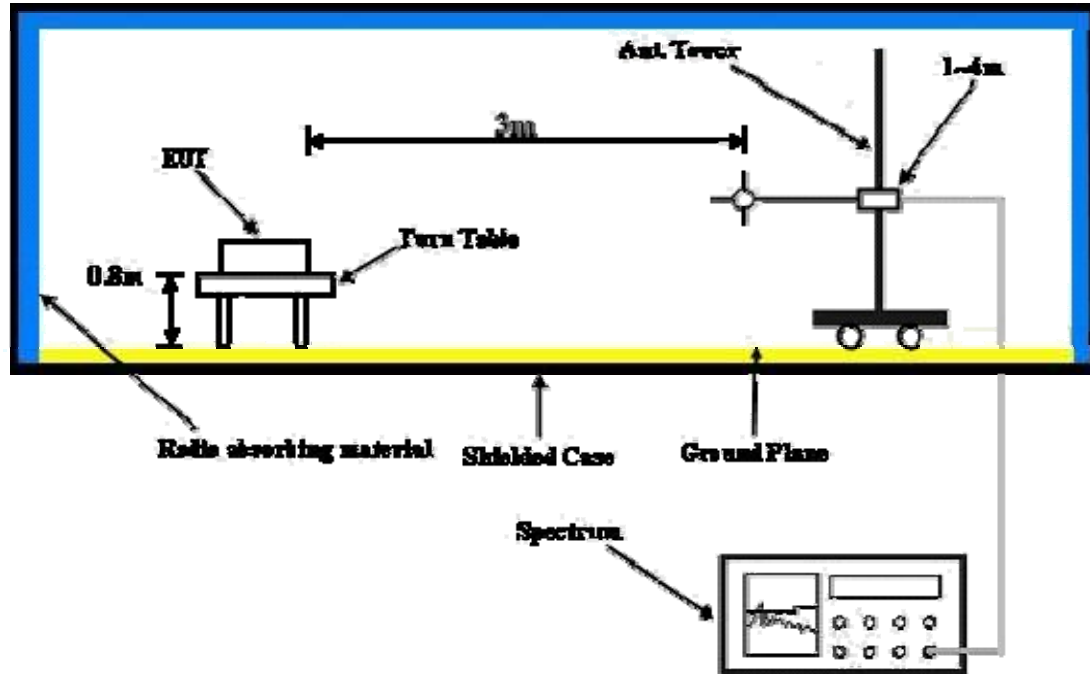 Ant. Tower
1-4m
3m
EUT
Turn Table
0.8m
Radio absorbing material
Shielded Case
Ground Plane
Spectrum